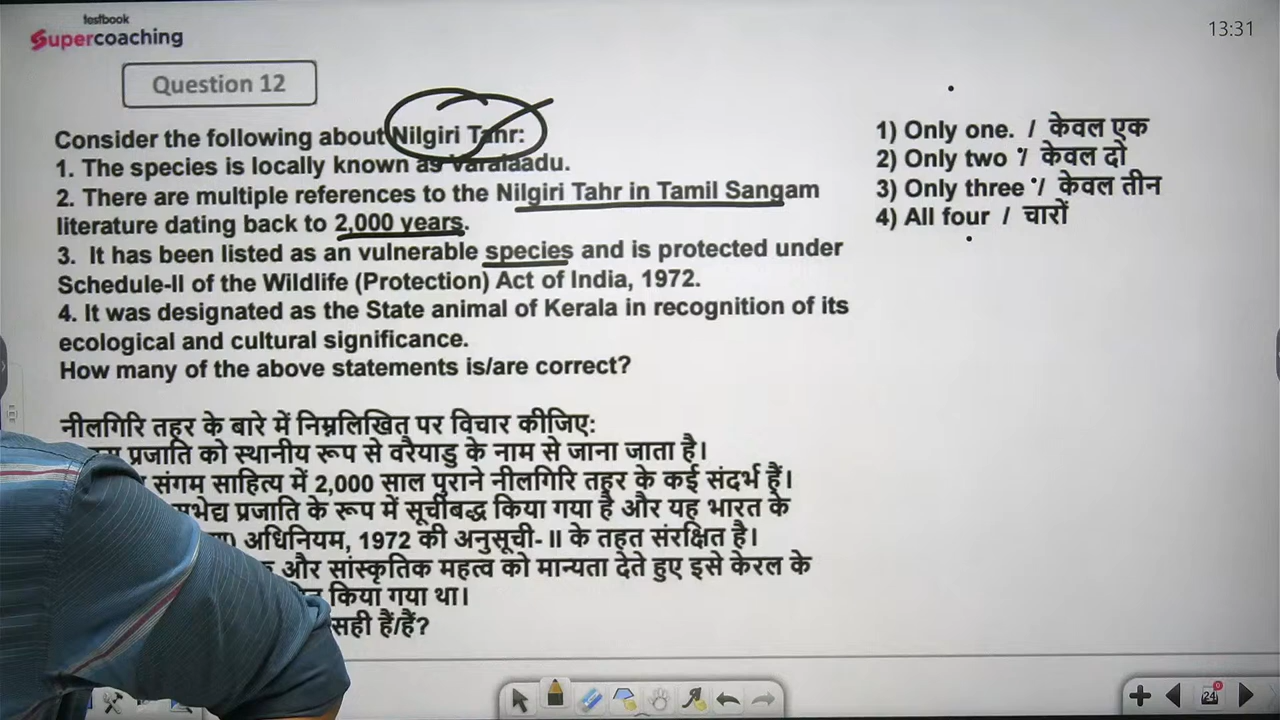 testbook
Supercoaching
13:31
Question 12
Consider the following about Nilgiri Tahr:
1. The species is locally known as Varaiaadu.
2. There are multiple references to the Nilgiri Tahr in Tamil Sangam
literature dating back to 2,000 years.
3. It has been listed as an vulnerable species and is protected under
Schedule-II of the Wildlife (Protection) Act of India, 1972.
4. It was designated as the State animal of Kerala in recognition of its
ecological and cultural significance.
How many of the above statements is/are correct?
1) Only one. / केवल एक
2) Only two / केवल दो
3) Only three / केवल तीन
4) All four / चारों
नीलगिरि तहर के बारे में निम्नलिखित पर विचार कीजिए:
प्रजाति को स्थानीय रूप से वरैयाडु के नाम से जाना जाता है।
संगम साहित्य में 2,000 साल पुराने नीलगिरि तहर के कई संदर्भ हैं।
प्रजाति के रूप में सूचीबद्ध किया गया है और यह भारत के
अधिनियम, 1972 की अनुसूची- II के तहत संरक्षित है।
और सांस्कृतिक महत्व को मान्यता देते हुए इसे केरल के
किया गया था।
सही हैं/हैं?
24